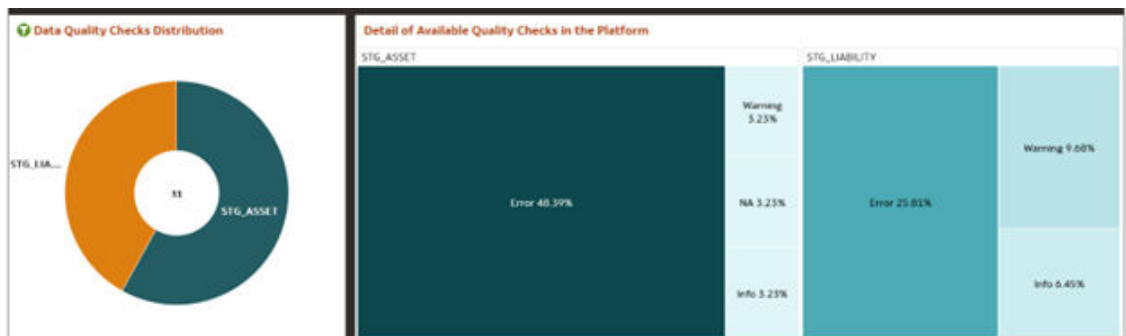 Data Quality Checks Distribution
STG_LIA...
31
STG_ASSET
Detail of Available Quality Checks in the Platform
STG_ASSET
STG_LIABILITY
Error 48.39%
Warning
3.23%
NA 3.23%
Info 3.23%
Error 25.81%
Warning 9.68%
Info 6.45%